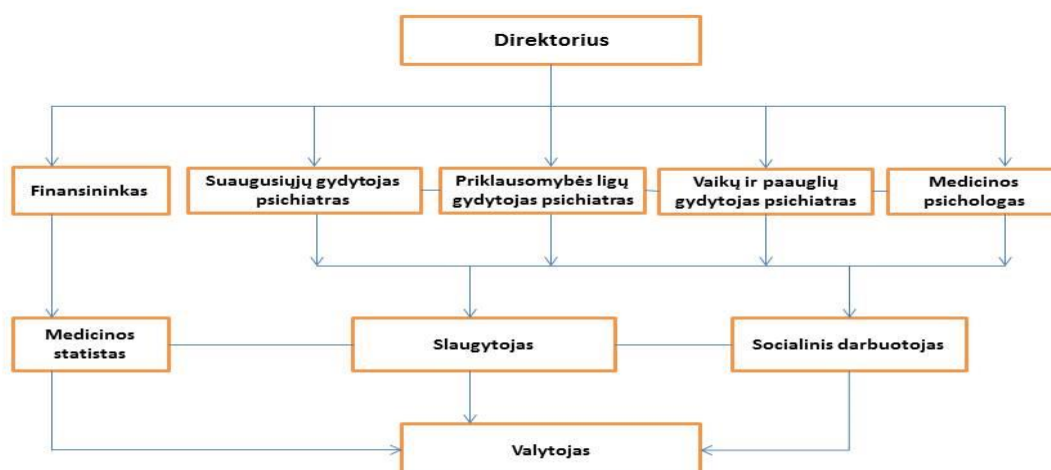 Direktorius
Finansininkas
Suaugusiųjų gydytojas
psichiatras
Priklausomybės ligų
gydytojas psichiatras
Vaikų ir paauglių
gydytojas psichiatras
Medicinos
psichologas
Medicinos
statistas
Slaugytojas
Socialinis darbuotojas
Valytojas